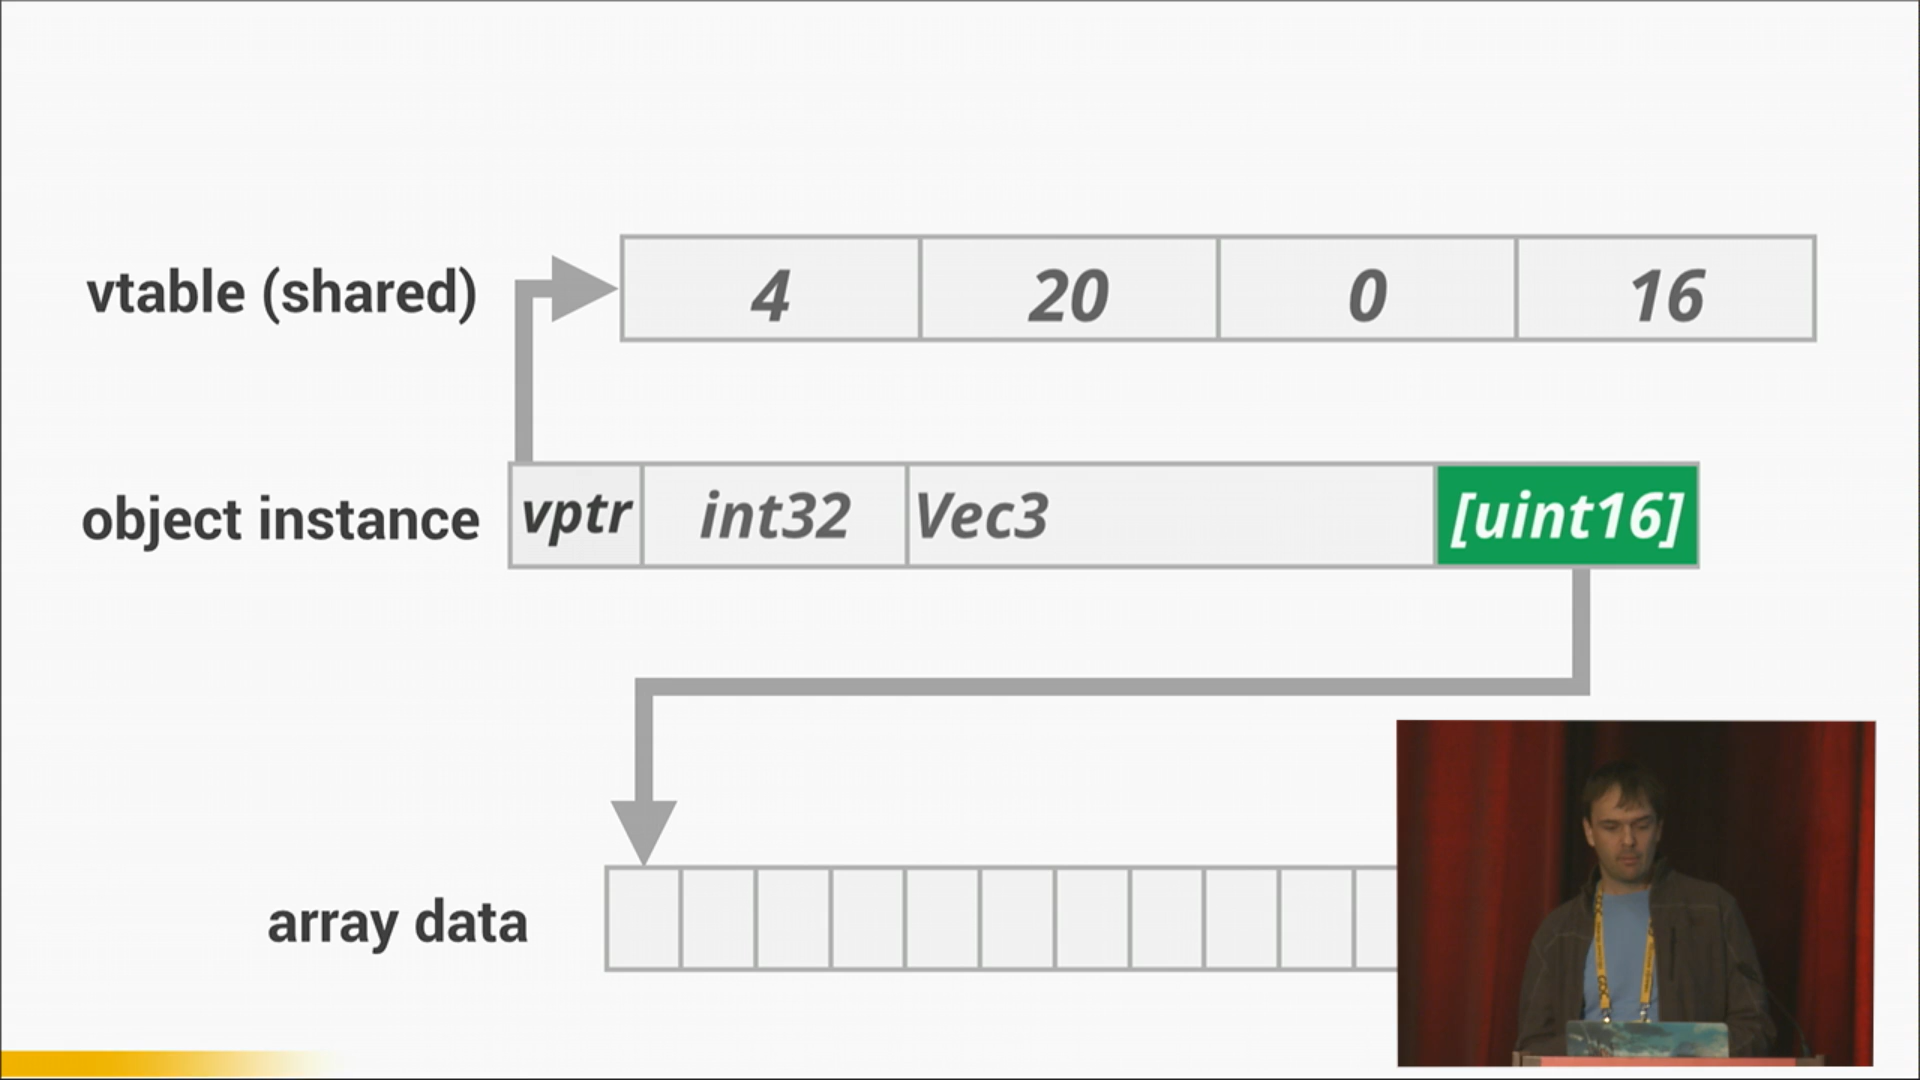 vtable (shared)
4 20 0 16
object instance
vptr int32 Vec3 [uint16]
array data